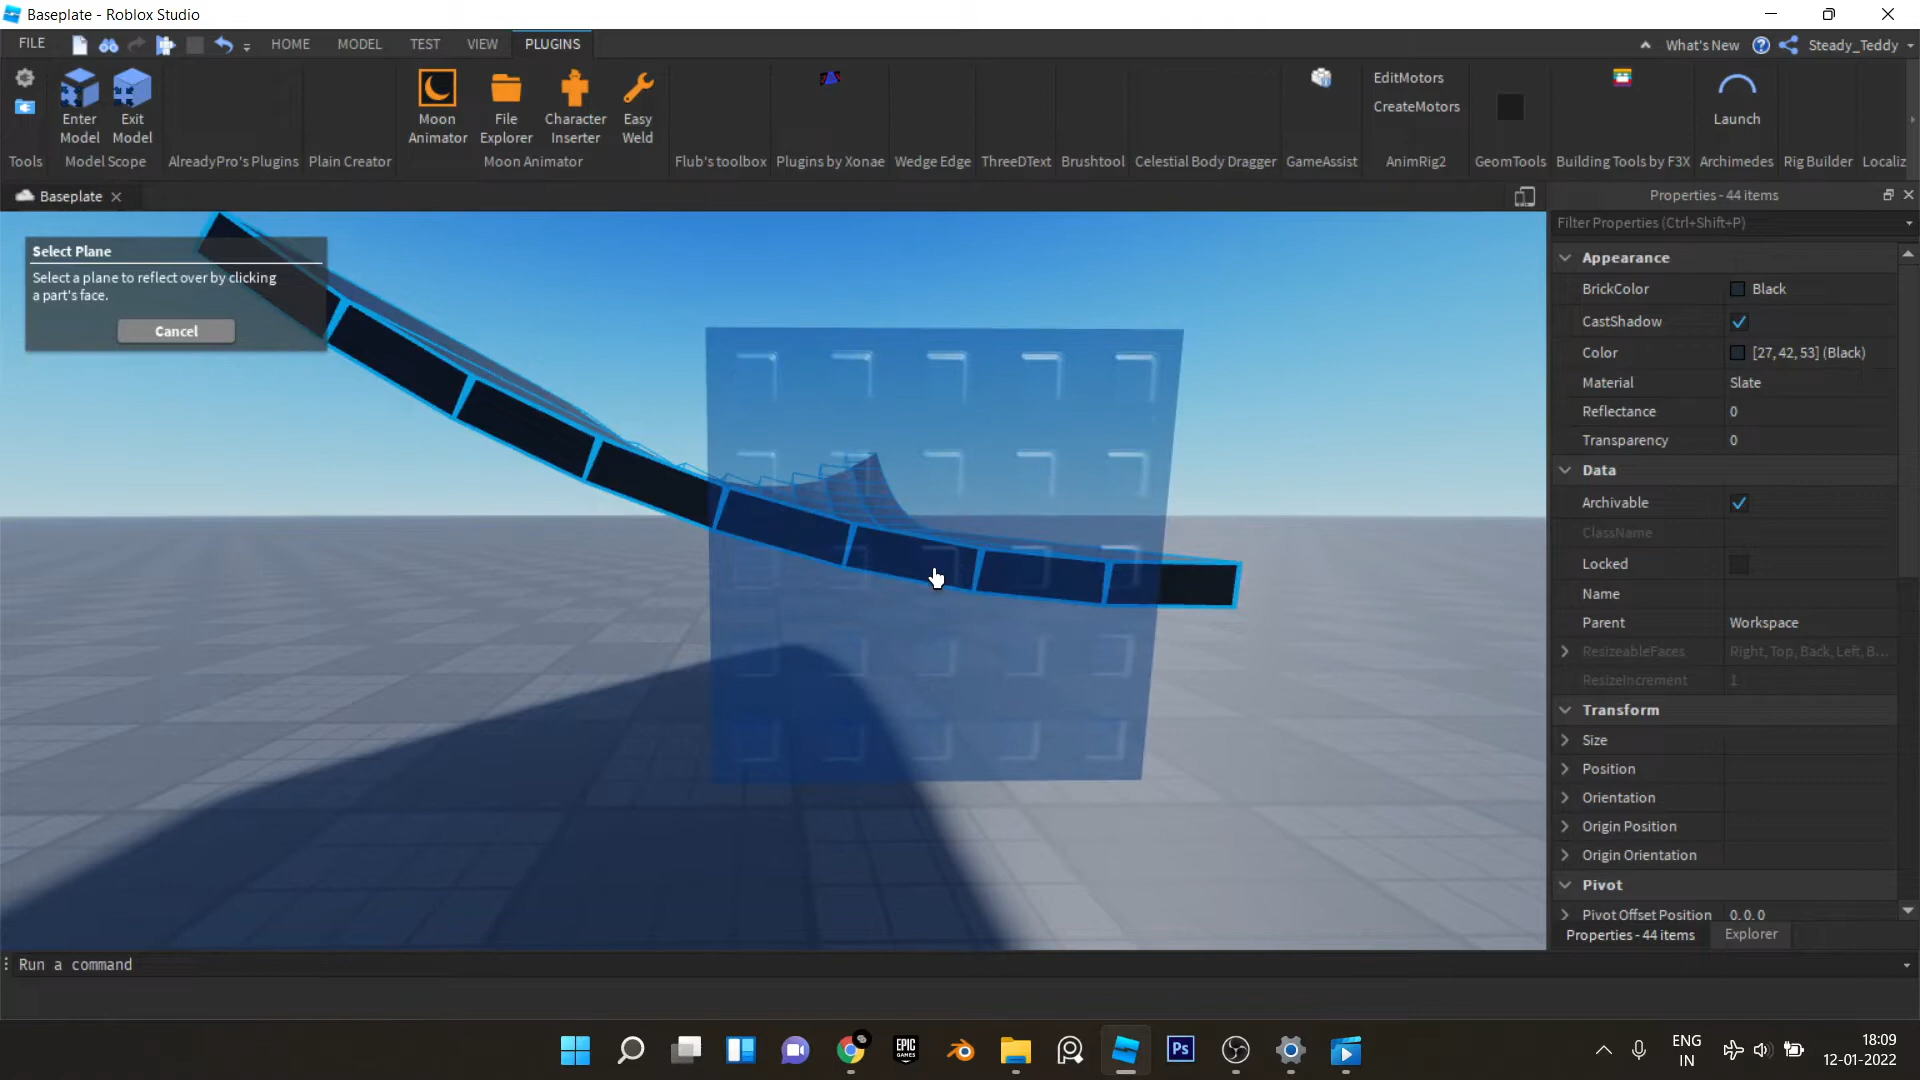 Baseplate - Roblox Studio
FILE HOME MODEL TEST VIEW PLUGINS What's New Steady_Teddy
Enter Model
Exit Model
Moon Animator
File Explorer
Character Inserter
Easy Weld
EditMotors
CreateMotors
Launch
Tools Model Scope AlreadyPro's Plugins Plain Creator Moon Animator Flub's toolbox Plugins by Xonae Wedge Edge ThreeDText Brushtool Celestial Body Dragger GameAssist AnimRig2 GeomTools Building Tools by F3X Archimedes Rig Builder Localiz
Baseplate
Select Plane
Select a plane to reflect over by clicking
a part's face.
Cancel
Properties - 44 items
Filter Properties (Ctrl+Shift+P)
Appearance
BrickColor Black
CastShadow
Color [27, 42, 53] (Black)
Material Slate
Reflectance 0
Transparency 0
Data
Archivable
ClassName
Locked
Name
Parent Workspace
ResizeableFaces Right, Top, Back, Left, B...
ResizeIncrement 1
Transform
Size
Position
Orientation
Origin Position
Origin Orientation
Pivot
Pivot Offset Position 0, 0, 0
Properties - 44 items Explorer
Run a command
EPIC GAMES
Ps
ENG
IN
18:09
12-01-2022